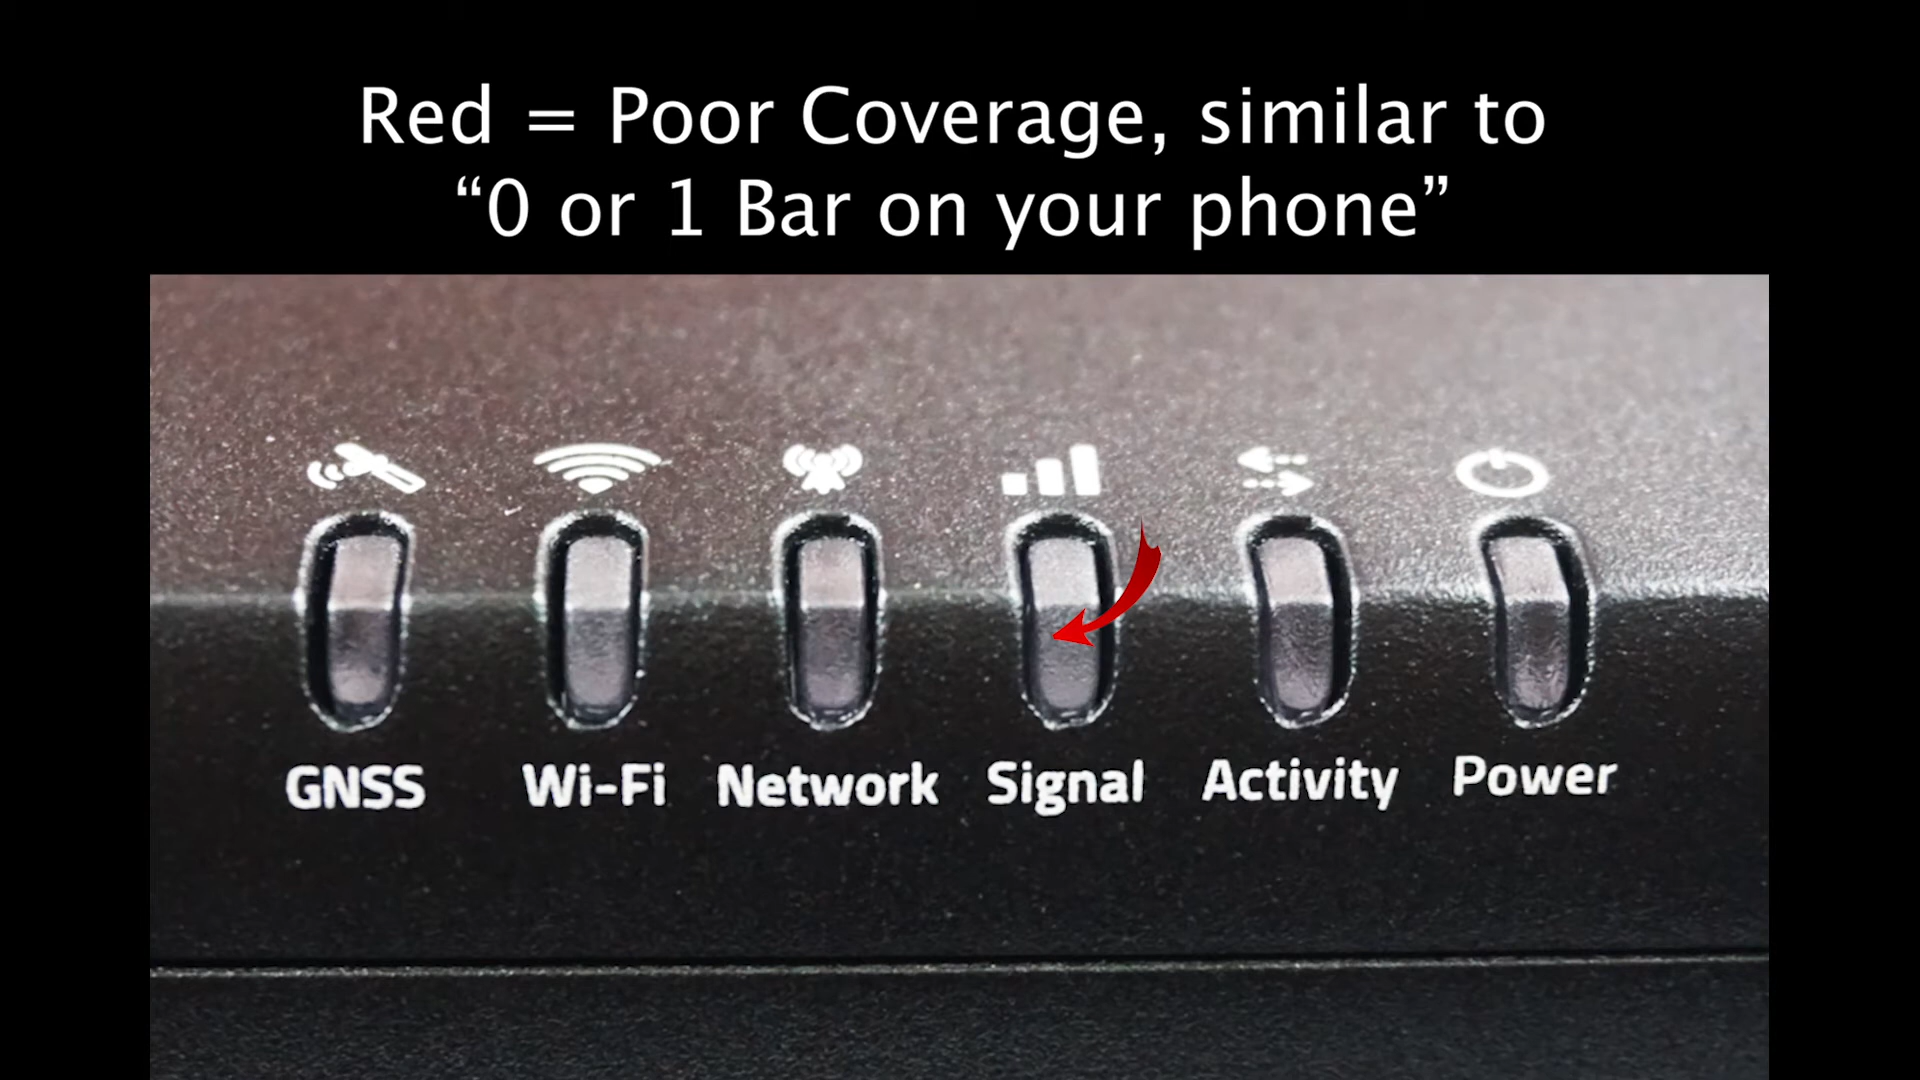 Red = Poor Coverage, similar to
“0 or 1 Bar on your phone”
GNSS Wi-Fi Network Signal Activity Power